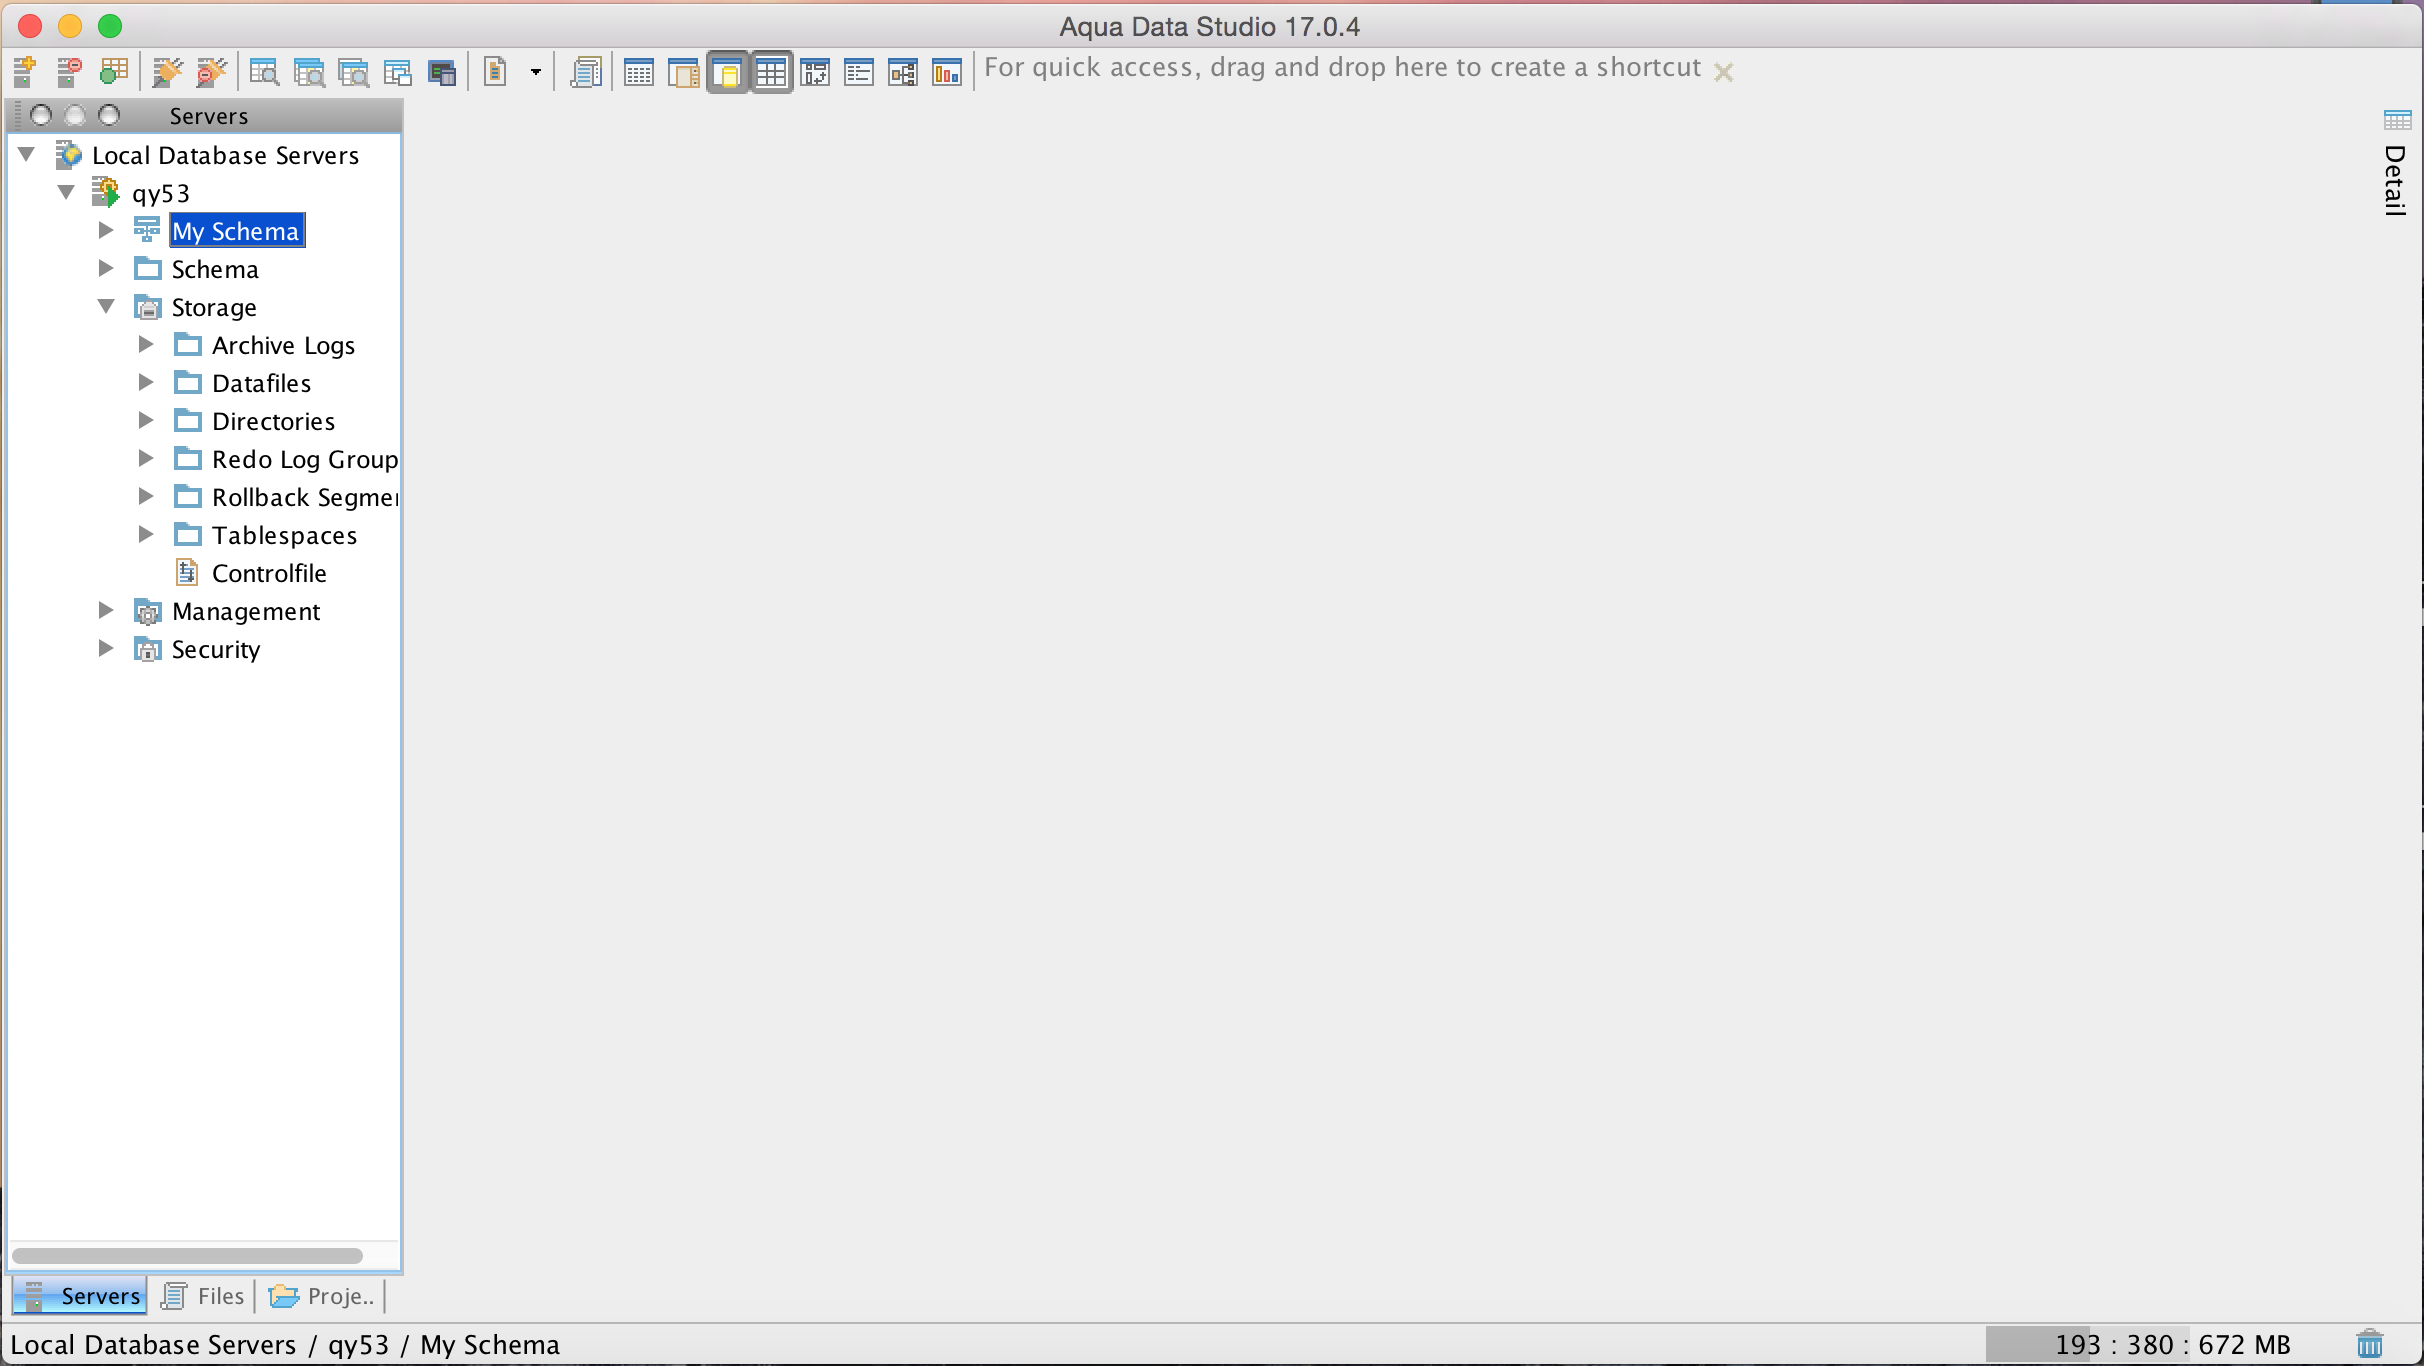 Aqua Data Studio 17.0.4
For quick access, drag and drop here to create a shortcut
Servers
Local Database Servers
qy53
My Schema
Schema
Storage
Archive Logs
Datafiles
Directories
Redo Log Group
Rollback Segme
Tablespaces
Controlfile
Management
Security
Detail
Servers Files Proje..
Local Database Servers / qy53 / My Schema 193 : 380 : 672 MB